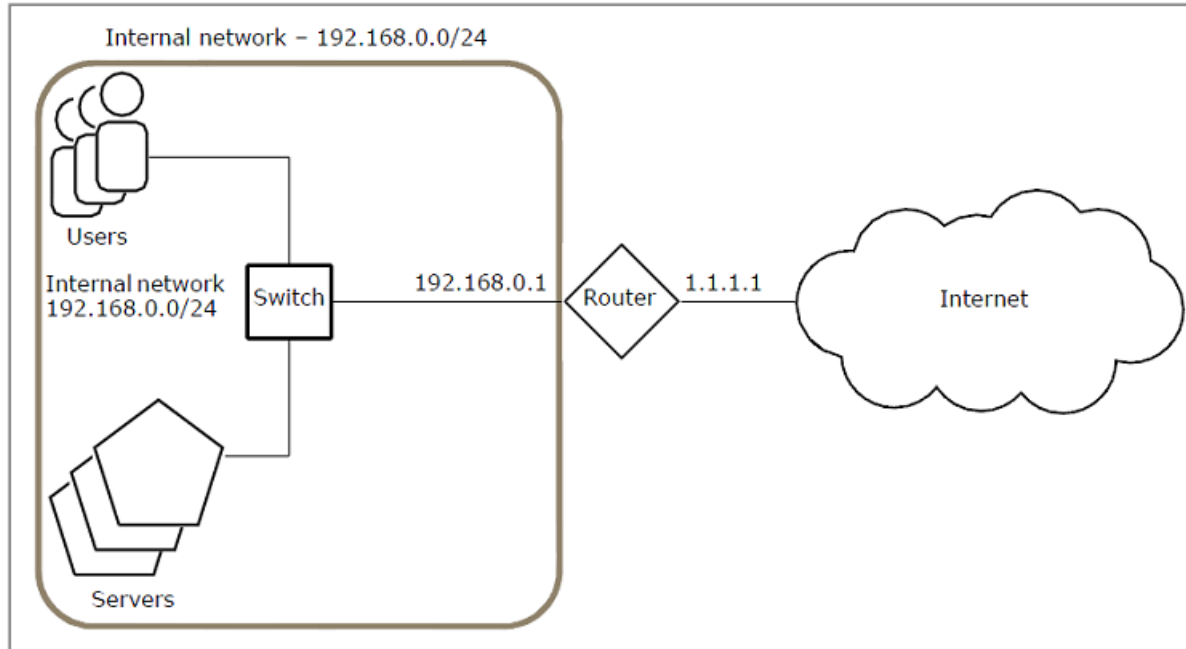 Internal network – 192.168.0.0/24
Users
Internal network
192.168.0.0/24
Switch
192.168.0.1
Router
1.1.1.1
Internet
Servers